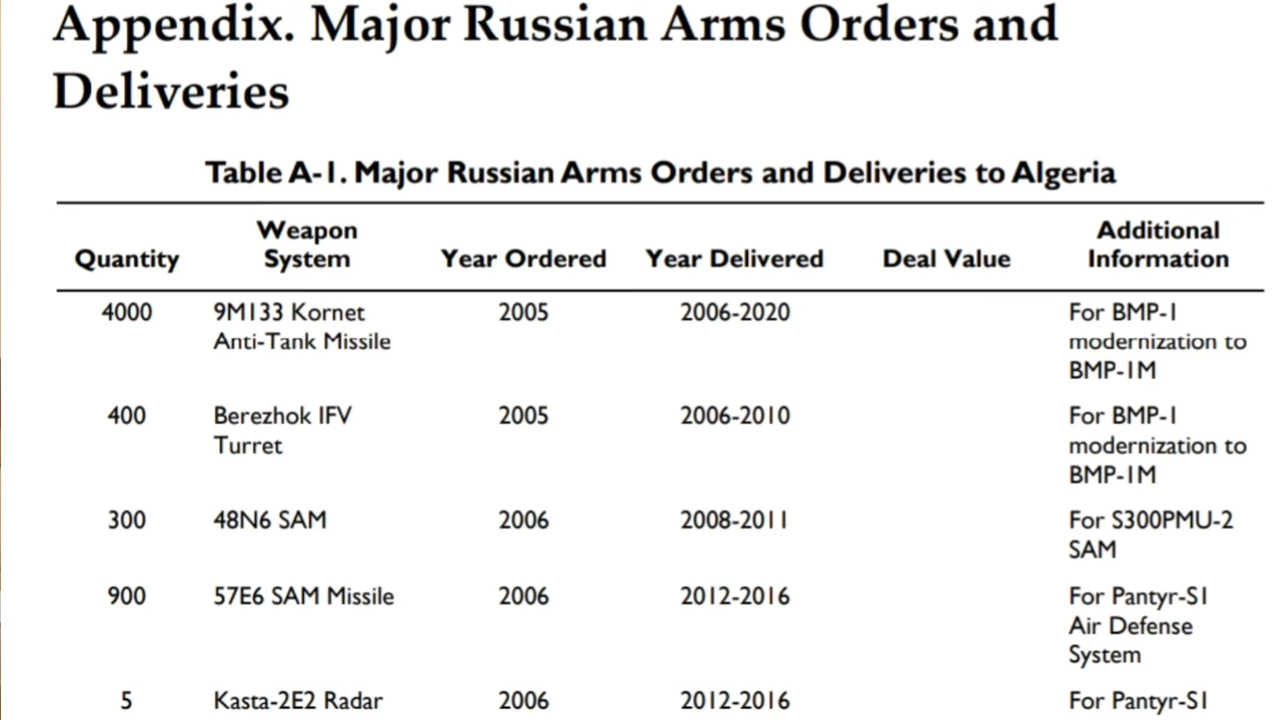 Appendix. Major Russian Arms Orders and
Deliveries
Table A-1. Major Russian Arms Orders and Deliveries to Algeria
Quantity Weapon System Year Ordered Year Delivered Deal Value Additional Information
4000 9M133 Kornet 2005 2006-2020 For BMP-1
Anti-Tank Missile modernization to
BMP-1M
400 Berezhok IFV 2005 2006-2010 For BMP-1
Turret modernization to
BMP-1M
300 48N6 SAM 2006 2008-2011 For S300PMU-2
SAM
900 57E6 SAM Missile 2006 2012-2016 For Pantyr-S1
Air Defense
System
5 Kasta-2E2 Radar 2006 2012-2016 For Pantyr-S1